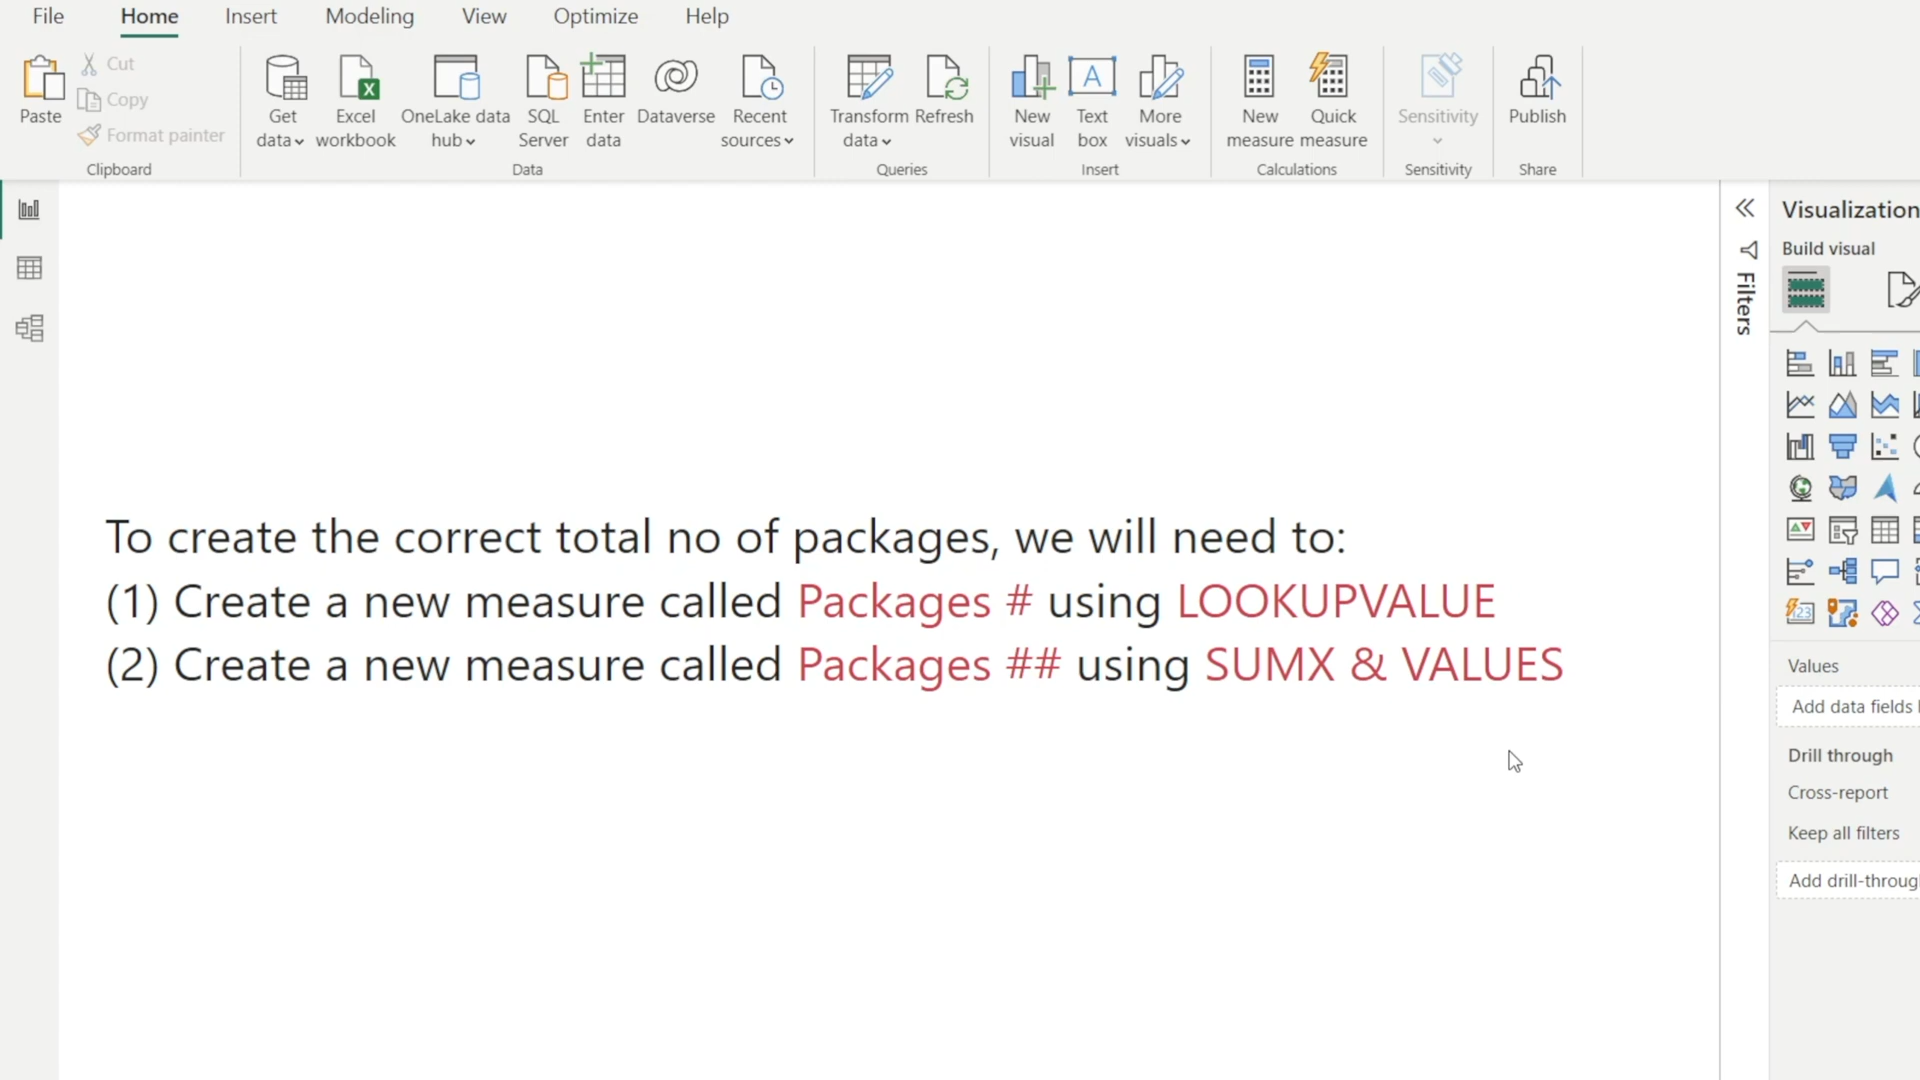 File Home Insert Modeling View Optimize Help
Paste
Cut
Copy
Format painter
Clipboard
Get data
Excel workbook
OneLake data hub
SQL Server
Enter data
Dataverse
Recent sources
Data
Transform data
Refresh
Queries
New visual
Text box
More visuals
Insert
New measure
Quick measure
Calculations
Sensitivity
Sensitivity
Publish
Share
To create the correct total no of packages, we will need to:
(1) Create a new measure called Packages # using LOOKUPVALUE
(2) Create a new measure called Packages ## using SUMX & VALUES
Filters
Visualization
Build visual
123
Values
Add data fields
Drill through
Cross-report
Keep all filters
Add drill-throug